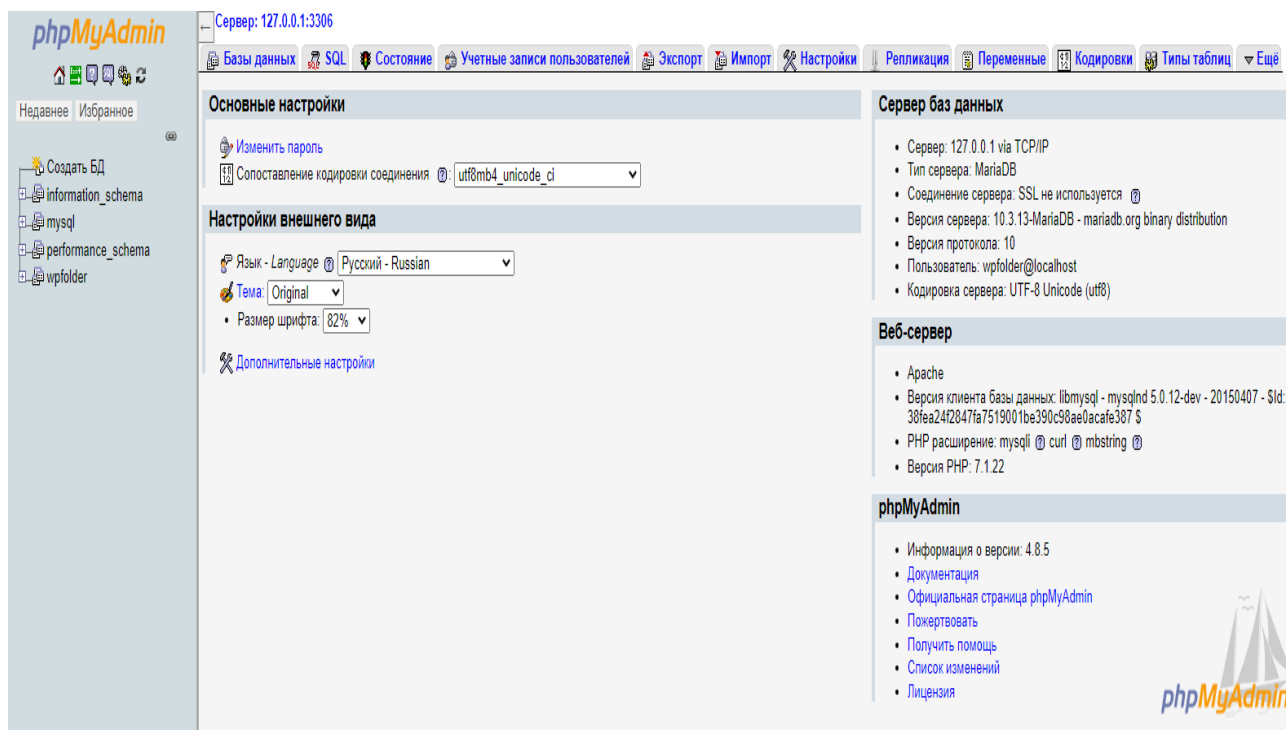 phpMyAdmin
Недавнее Избранное
Создать БД
information_schema
mysql
performance_schema
wpfolder
Сервер: 127.0.0.1:3306
Базы данных SQL Состояние Учетные записи пользователей Экспорт Импорт Настройки Репликация Переменные Кодировки Типы таблиц Ещё
Основные настройки
Изменить пароль
Сопоставление кодировки соединения : utf8mb4_unicode_ci
Настройки внешнего вида
Язык - Language Русский - Russian
Тема: Original
• Размер шрифта: 82%
Дополнительные настройки
Сервер баз данных
• Сервер: 127.0.0.1 via TCP/IP
• Тип сервера: MariaDB
• Соединение сервера: SSL не используется
• Версия сервера: 10.3.13-MariaDB - mariadb.org binary distribution
• Версия протокола: 10
• Пользователь: wpfolder@localhost
• Кодировка сервера: UTF-8 Unicode (utf8)
Веб-сервер
• Apache
• Версия клиента базы данных: libmysql - mysqlnd 5.0.12-dev - 20150407 - $Id:
38fea24f2847fa7519001be390c98ae0acafe387 $
• PHP расширение: mysqli curl mbstring
• Версия PHP: 7.1.22
phpMyAdmin
• Информация о версии: 4.8.5
• Документация
• Официальная страница phpMyAdmin
• Пожертвовать
• Получить помощь
• Список изменений
• Лицензия
phpMyAdmin